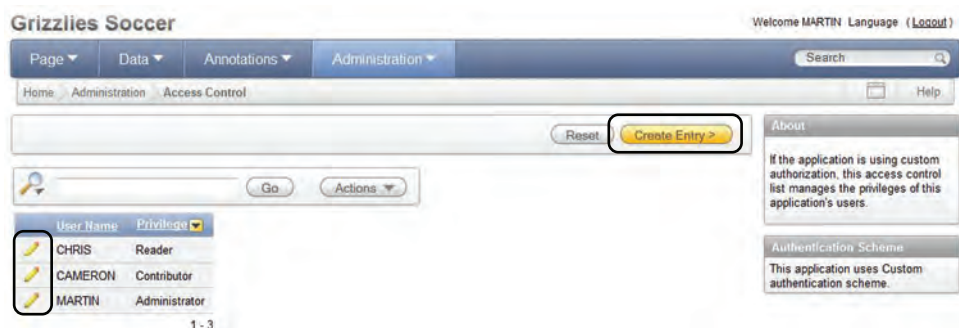 Grizzlies Soccer
Welcome MARTIN Language (Logout)
Page Data Annotations Administration
Search
Home Administration Access Control
Help
Reset Create Entry >
About
If the application is using custom
authorization, this access control
list manages the privileges of this
application's users.
Go Actions
User Name Privilege
CHRIS Reader
CAMERON Contributor
MARTIN Administrator
1 - 3
Authentication Scheme
This application uses Custom
authentication scheme.